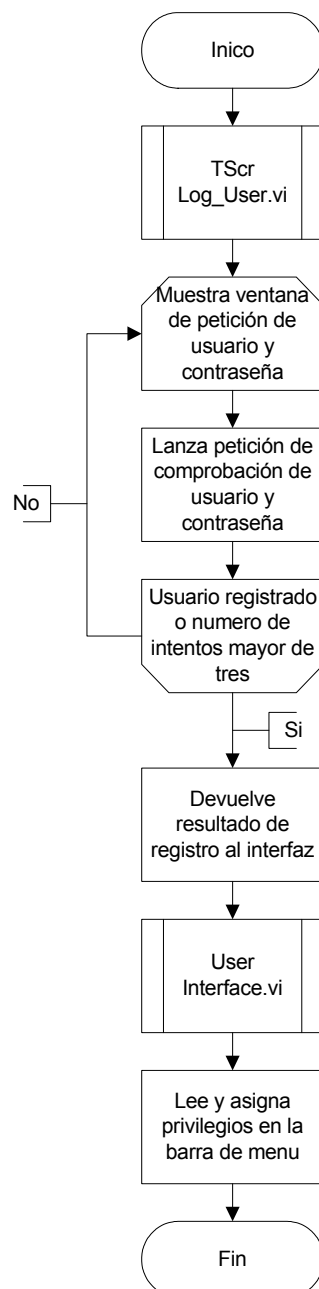 Inico
TScr
Log_User.vi
Muestra ventana
de petición de
usuario y
contraseña
Lanza petición de
comprobación de
usuario y
contraseña
No
Usuario registrado
o numero de
intentos mayor de
tres
Si
Devuelve
resultado de
registro al interfaz
User
Interface.vi
Lee y asigna
privilegios en la
barra de menu
Fin